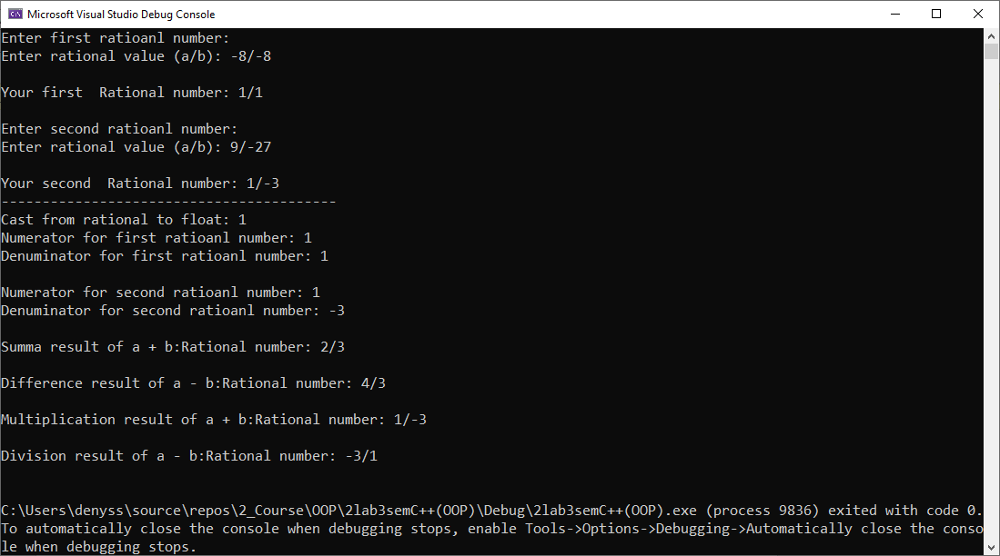 Microsoft Visual Studio Debug Console
Enter first ratioanl number:
Enter rational value (a/b): -8/-8
Your first  Rational number: 1/1
Enter second ratioanl number:
Enter rational value (a/b): 9/-27
Your second  Rational number: 1/-3
-----------------------------------------
Cast from rational to float: 1
Numerator for first ratioanl number: 1
Denuminator for first ratioanl number: 1
Numerator for second ratioanl number: 1
Denuminator for second ratioanl number: -3
Summa result of a + b:Rational number: 2/3
Difference result of a - b:Rational number: 4/3
Multiplication result of a + b:Rational number: 1/-3
Division result of a - b:Rational number: -3/1
C:\Users\denyss\source\repos\2_Course\OOP\2lab3semC++(OOP)\Debug\2lab3semC++(OOP).exe (process 9836) exited with code 0.
To automatically close the console when debugging stops, enable Tools->Options->Debugging->Automatically close the conso
le when debugging stops.